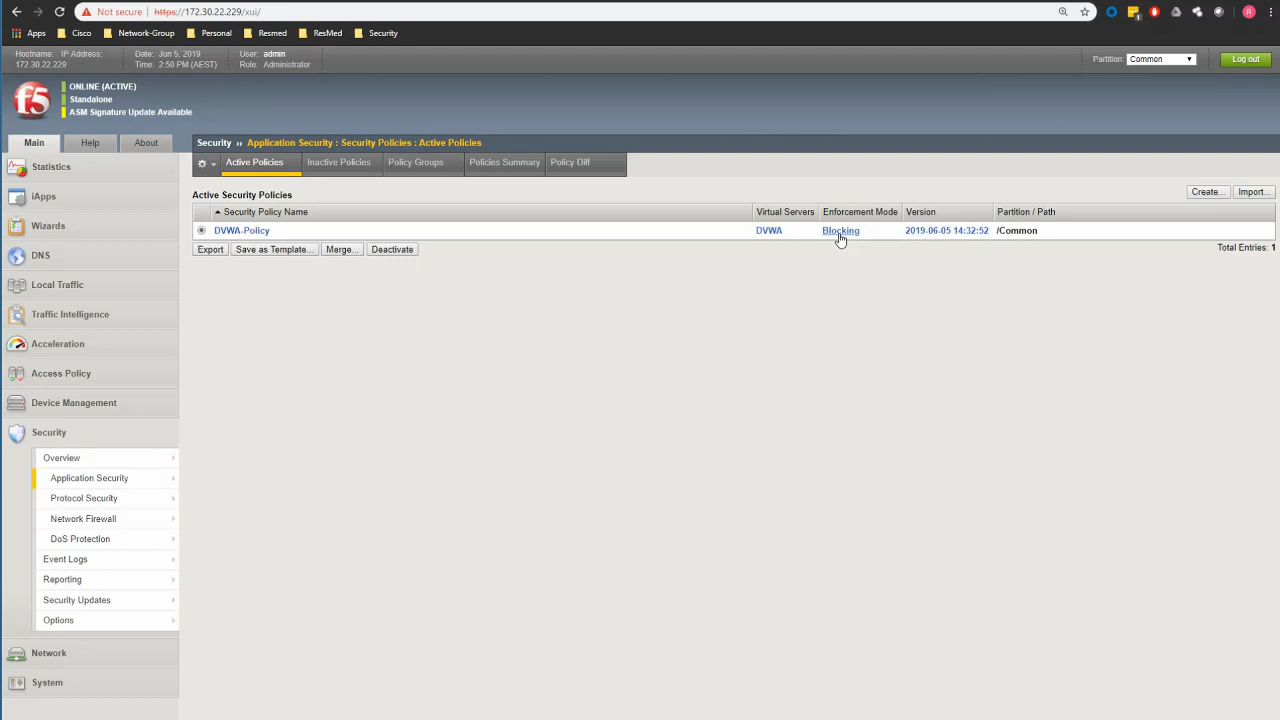 Not secure | https://172.30.22.229/xui/
R
Apps Cisco Network-Group Personal Resmed ResMed Security
Hostname: IP Address: Date: Jun 5, 2019 User: admin
172.30.22.229 Time: 2:50 PM (AEST) Role: Administrator
Partition: Common Log out
f5
ONLINE (ACTIVE)
Standalone
ASM Signature Update Available
Main Help About
Security ›› Application Security : Security Policies : Active Policies
Active Policies Inactive Policies Policy Groups Policies Summary Policy Diff
Statistics
iApps
Wizards
DNS
Local Traffic
Traffic Intelligence
Acceleration
Access Policy
Device Management
Security
Overview
Application Security
Protocol Security
Network Firewall
DoS Protection
Event Logs
Reporting
Security Updates
Options
Network
System
Active Security Policies
Create... Import...
Security Policy Name Virtual Servers Enforcement Mode Version Partition / Path
DVWA-Policy DVWA Blocking 2019-06-05 14:32:52 /Common
Export Save as Template... Merge... Deactivate
Total Entries: 1